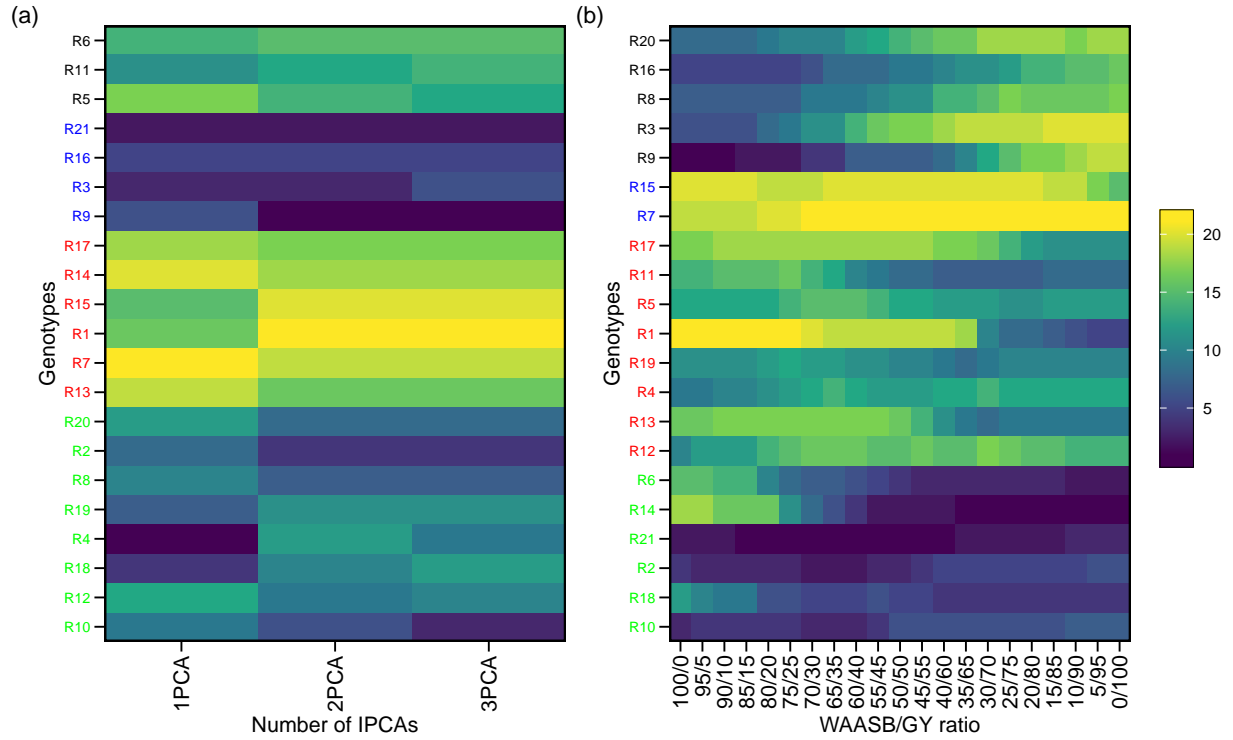 (a)
R6
R11
R5
R21
R16
R3
R9
R17
R14
R15
R1
R7
R13
R20
R2
R8
R19
R4
R18
R12
R10
Genotypes
1PCA
2PCA
3PCA
Number of IPCAs
(b)
R20
R16
R8
R3
R9
R15
R7
R17
R11
R5
R1
R19
R4
R13
R12
R6
R14
R21
R2
R18
R10
Genotypes
100/0
95/5
90/10
85/15
80/20
75/25
70/30
65/35
60/40
55/45
50/50
45/55
40/60
35/65
30/70
25/75
20/80
15/85
10/90
5/95
0/100
WAASB/GY ratio
20
15
10
5